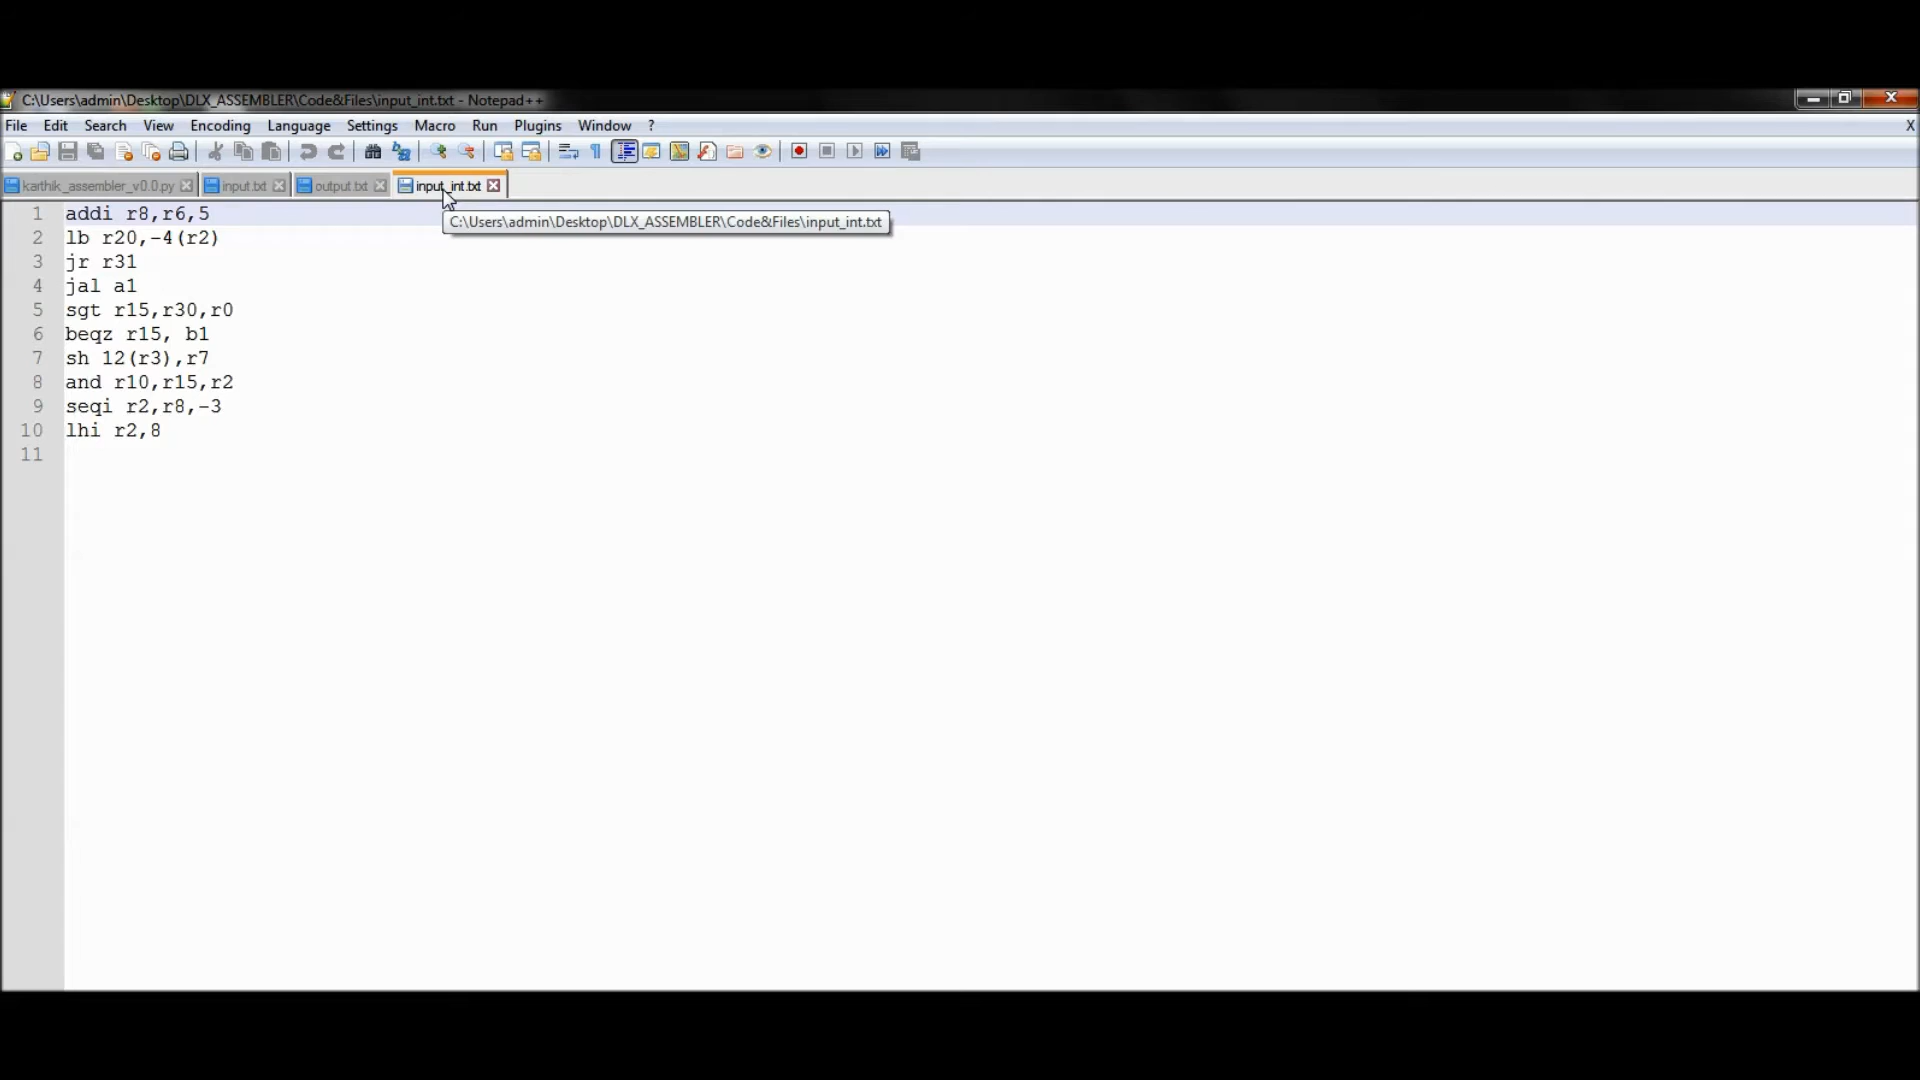 C:\Users\admin\Desktop\DLX_ASSEMBLER\Code&Files\input_int.txt - Notepad++
File Edit Search View Encoding Language Settings Macro Run Plugins Window ? X
karthik_assembler_v0.0.py input.txt output.txt input_int.txt
1 addi r8,r6,5
C:\Users\admin\Desktop\DLX_ASSEMBLER\Code&Files\input_int.txt
2 lb r20,-4(r2)
3 jr r31
4 jal a1
5 sgt r15,r30,r0
6 beqz r15, b1
7 sh 12(r3),r7
8 and r10,r15,r2
9 seqi r2,r8,-3
10 lhi r2,8
11